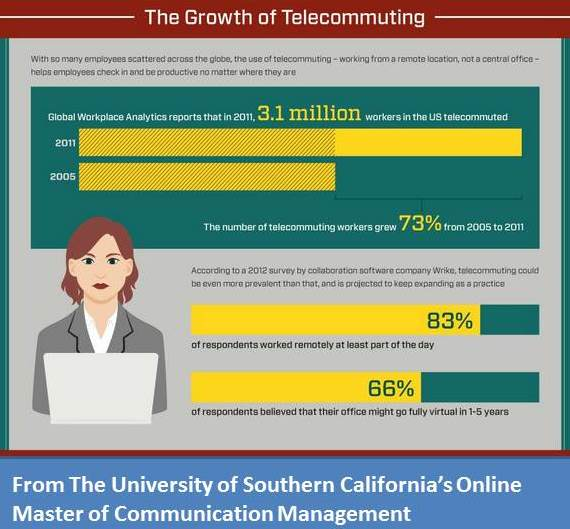 The Growth of Telecommuting
With so many employees scattered across the globe, the use of telecommuting – working from a remote location, not a central office –
helps employees check in and be productive no matter where they are
Global Workplace Analytics reports that in 2011, 3.1 million workers in the US telecommuted
2011
2005
The number of telecommuting workers grew 73% from 2005 to 2011
According to a 2012 survey by collaboration software company Wrike, telecommuting could
be even more prevalent than that, and is projected to keep expanding as a practice
83%
of respondents worked remotely at least part of the day
66%
of respondents believed that their office might go fully virtual in 1-5 years
From The University of Southern California's Online
Master of Communication Management